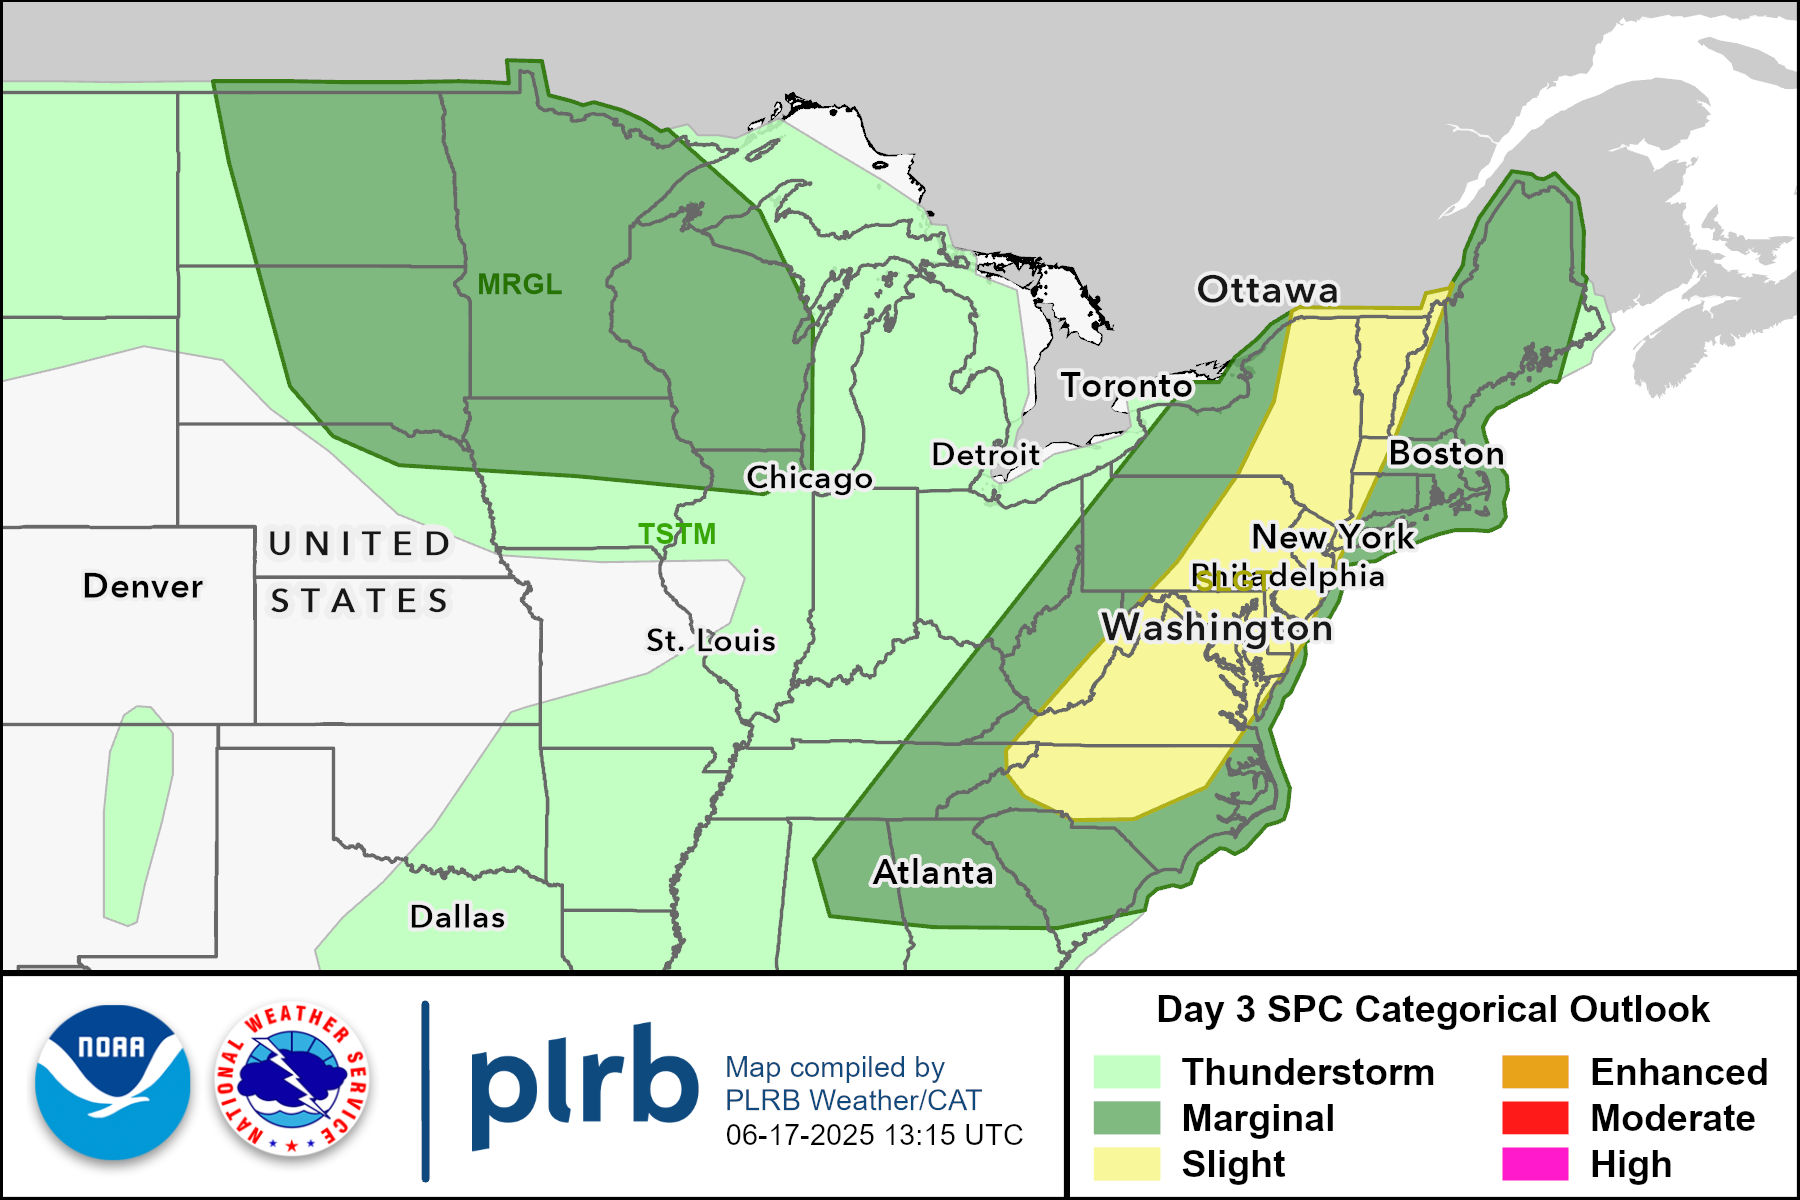 MRGL
Ottawa
Toronto
Detroit
Boston
Chicago
TSTM
New York
UNITED
Philadelphia
SLGT
Denver
STATES
Washington
St. Louis
Atlanta
Dallas
NOAA
NATIONAL WEATHER SERVICE
plrb
Map compiled by
PLRB Weather/CAT
06-17-2025 13:15 UTC
Day 3 SPC Categorical Outlook
Thunderstorm
Enhanced
Marginal
Moderate
Slight
High